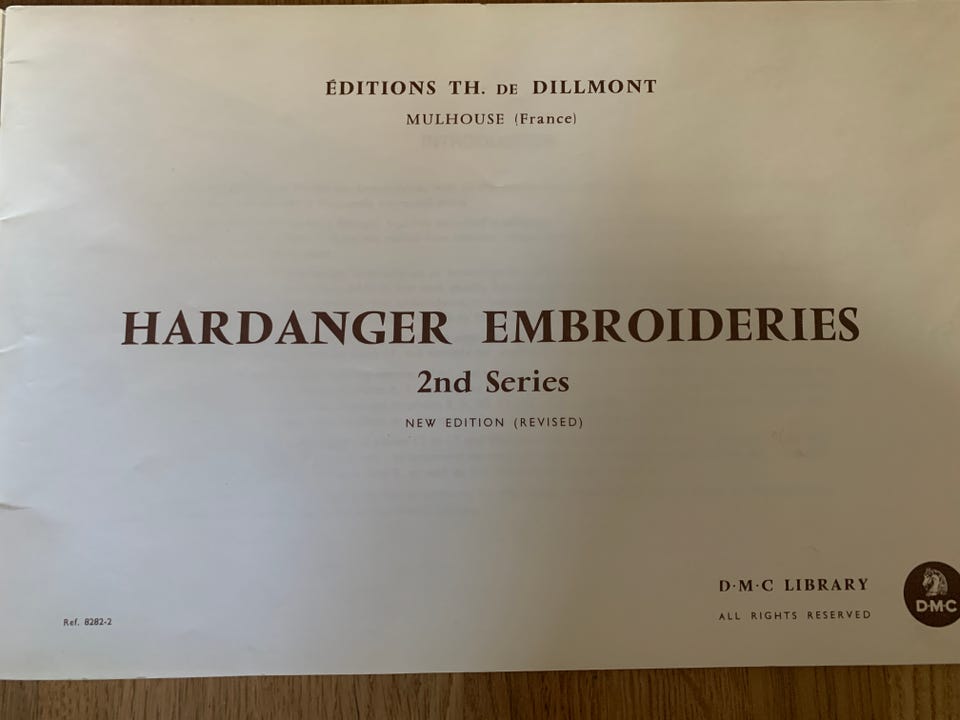 ÉDITIONS TH. DE DILLMONT
MULHOUSE (France)
HARDANGER EMBROIDERIES
2nd Series
NEW EDITION (REVISED)
D·M·C LIBRARY
ALL RIGHTS RESERVED
D·M·C
Ref. 8282-2